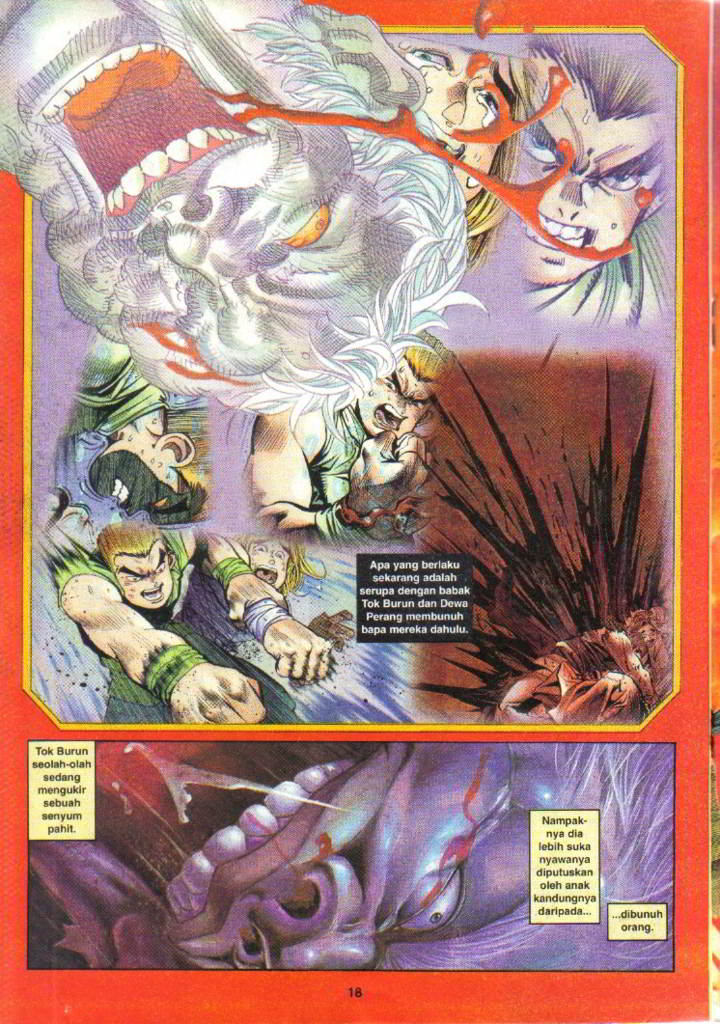 Apa yang berlaku
sekarang adalah
serupa dengan babak
Tok Burun dan Dewa
Perang membunuh
bapa mereka dahulu.
Tok Burun
seolah-olah
sedang
mengukir
sebuah
senyum
pahit.
Nampak-
nya dia
lebih suka
nyawanya
diputuskan
oleh anak
kandungnya
daripada...
...dibunuh
orang.
18